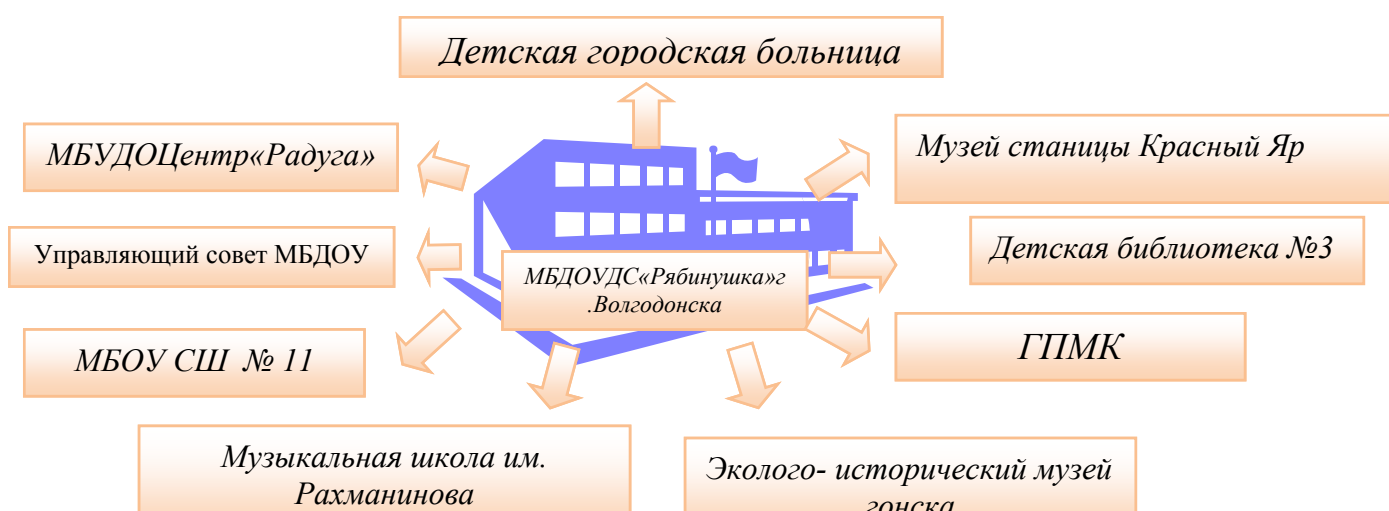 Детская городская больница
МБУДОЦентр«Радуга»
Музей станицы Красный Яр
Управляющий совет МБДОУ
Детская библиотека №3
МБДОУДС«Рябинушка»г
.Волгодонска
МБОУ СШ № 11
ГПМК
Музыкальная школа им.
Рахманинова
Эколого- исторический музей
гонска